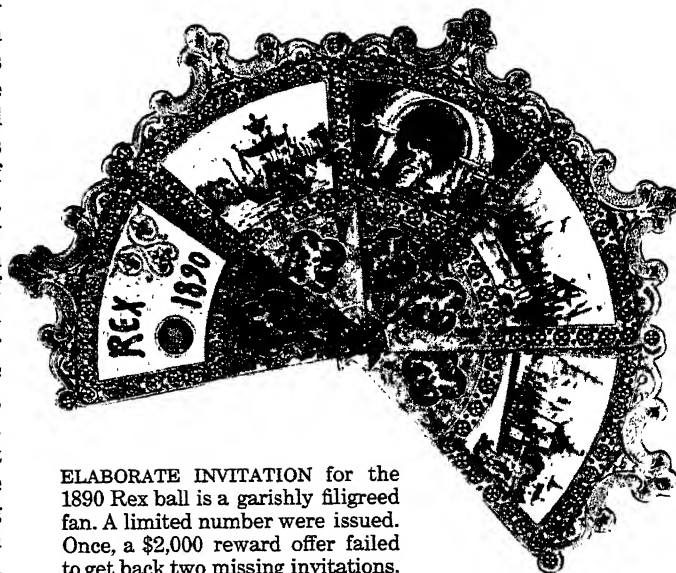 REX
1890
ELABORATE INVITATION for the
1890 Rex ball is a garishly filigreed
fan. A limited number were issued.
Once, a $2,000 reward offer failed
to get back two missing invitations.